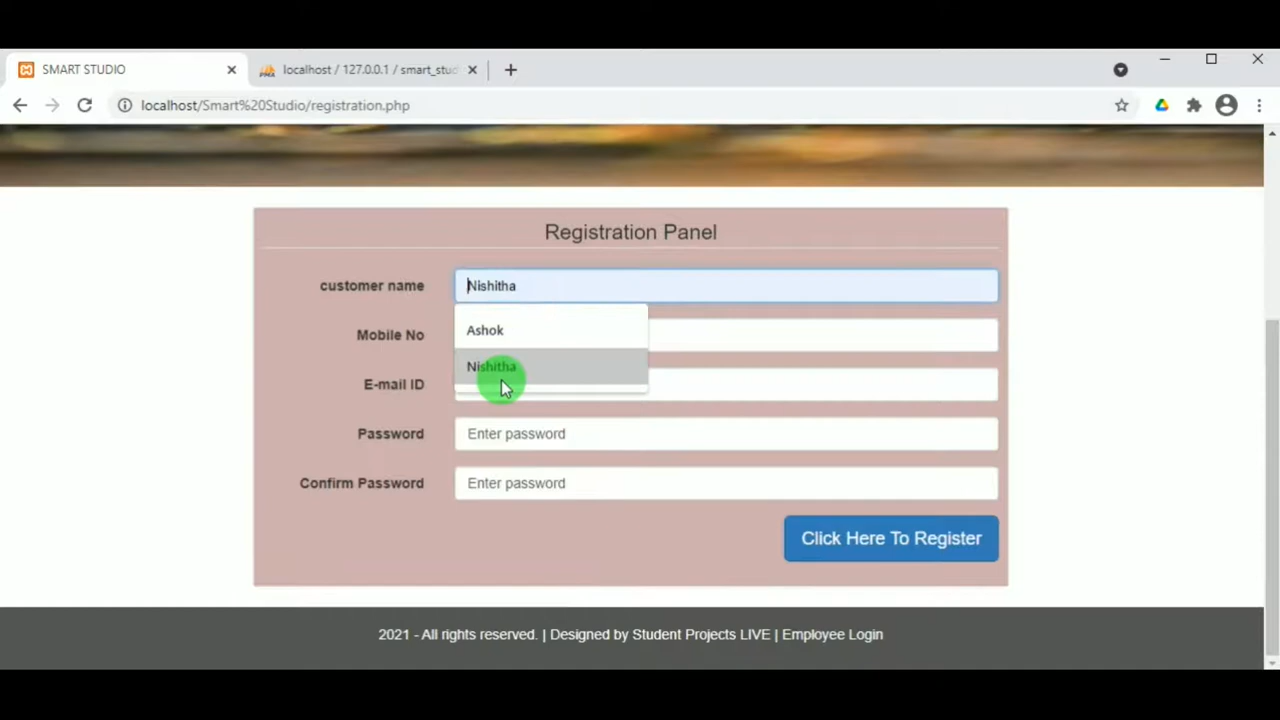 SMART STUDIO
localhost / 127.0.0.1 / smart_stud
localhost/Smart%20Studio/registration.php
Registration Panel
customer name Nishitha
Ashok
Mobile No
Nishitha
E-mail ID
Password Enter password
Confirm Password Enter password
Click Here To Register
2021 - All rights reserved. | Designed by Student Projects LIVE | Employee Login